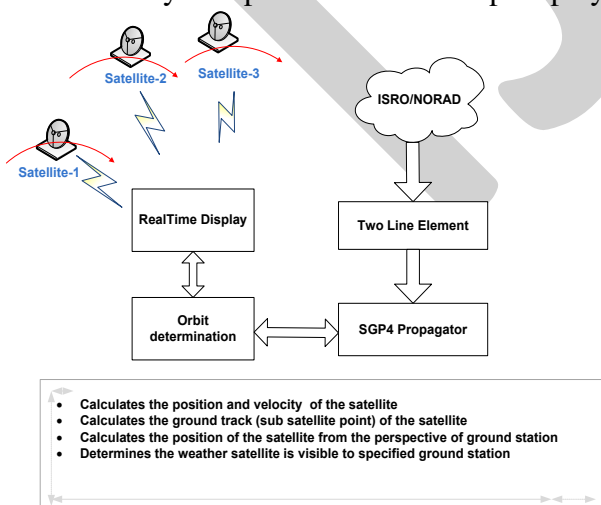 Satellite-2
Satellite-3
ISRO/NORAD
Satellite-1
RealTime Display
Two Line Element
Orbit
determination
SGP4 Propagator
• Calculates the position and velocity of the satellite
• Calculates the ground track (sub satellite point) of the satellite
• Calculates the position of the satellite from the perspective of ground station
• Determines the weather satellite is visible to specified ground station